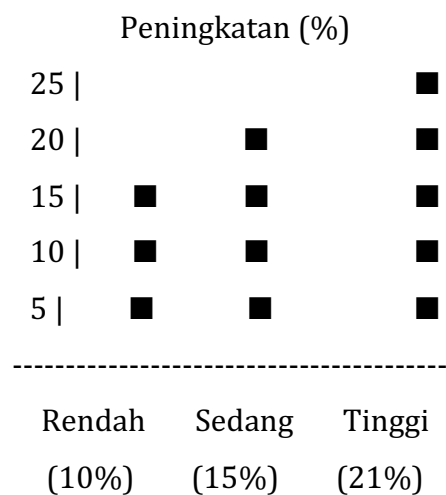 Peningkatan (%)
25 |
20 |
15 |
10 |
5 |
Rendah Sedang Tinggi
(10%) (15%) (21%)